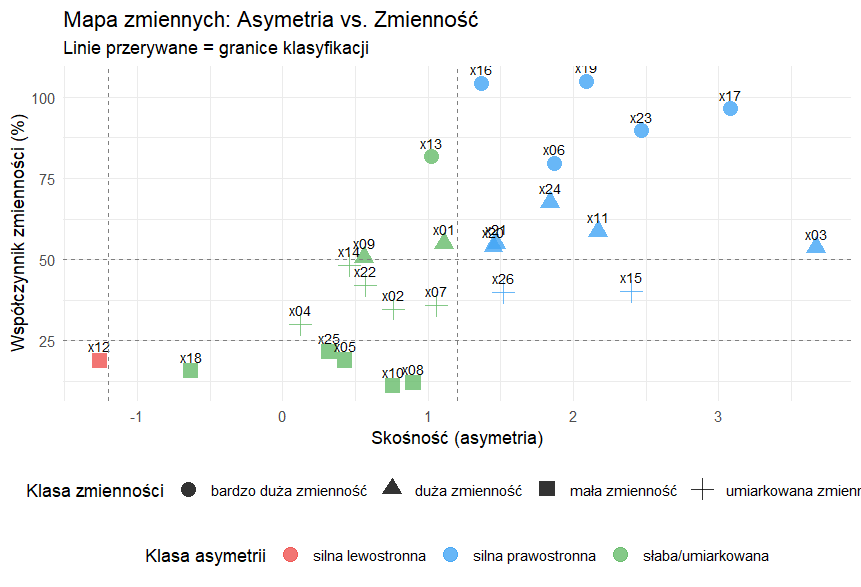 Mapa zmiennych: Asymetria vs. Zmienność
Linie przerywane = granice klasyfikacji
Współczynnik zmienności (%)
100
75
50
25
x16
x19
x17
x23
x13
x06
x24
x11
x01
x21
x20
x03
x09
x14
x22
x26
x15
x02
x07
x04
x25
x05
x12
x18
x10
x08
-1
0
1
2
3
Skośność (asymetria)
Klasa zmienności
bardzo duża zmienność
duża zmienność
mała zmienność
umiarkowana zmienn
Klasa asymetrii
silna lewostronna
silna prawostronna
słaba/umiarkowana